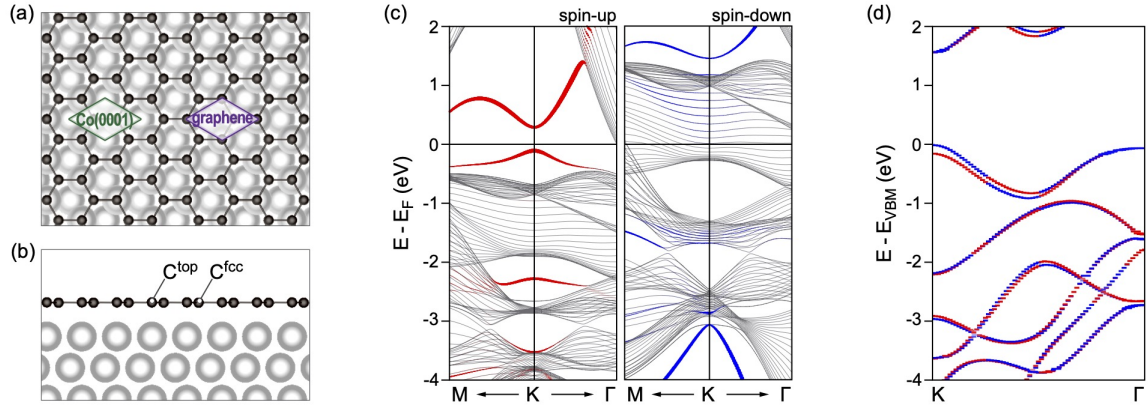 (a)
Co(0001)
graphene
(b)
C^top
C^fcc
(c)
spin-up
spin-down
E - E_F (eV)
2
1
0
-1
-2
-3
-4
M ← K → Γ
M ← K → Γ
(d)
E - E_VBM (eV)
2
1
0
-1
-2
-3
-4
K
Γ